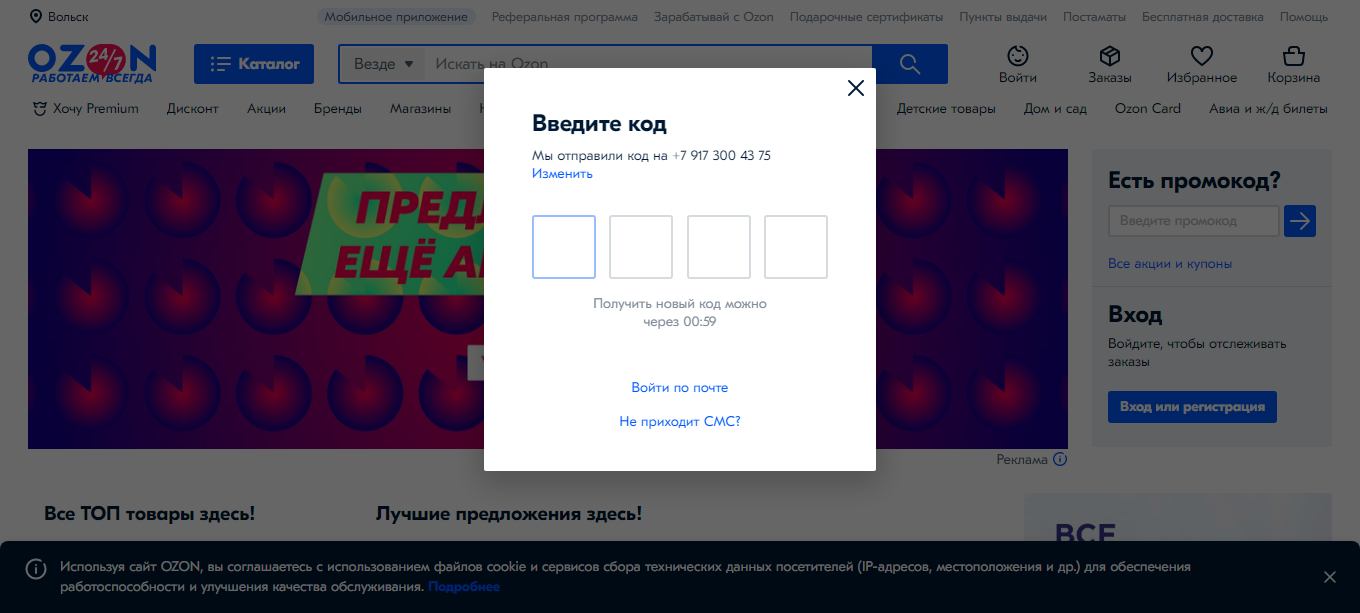 Вольск
Мобильное приложение Реферальная программа Зарабатывай с Ozon Подарочные сертификаты Пункты выдачи Постаматы Бесплатная доставка Помощь
OZON 24/7
РАБОТАЕМ ВСЕГДА
Каталог
Везде Искать на Ozon
Войти Заказы Избранное Корзина
Хочу Premium Дисконт Акции Бренды Магазины Детские товары Дом и сад Ozon Card Авиа и ж/д билеты
Введите код
Мы отправили код на +7 917 300 43 75
Изменить
Получить новый код можно
через 00:59
Войти по почте
Не приходит СМС?
ЕЩЁ
Есть промокод?
Введите промокод
Все акции и купоны
Вход
Войдите, чтобы отслеживать
заказы
Вход или регистрация
Реклама
Все ТОП товары здесь!
Лучшие предложения здесь!
ВСЕ
Используя сайт OZON, вы соглашаетесь с использованием файлов cookie и сервисов сбора технических данных посетителей (IP-адресов, местоположения и др.) для обеспечения
работоспособности и улучшения качества обслуживания. Подробнее